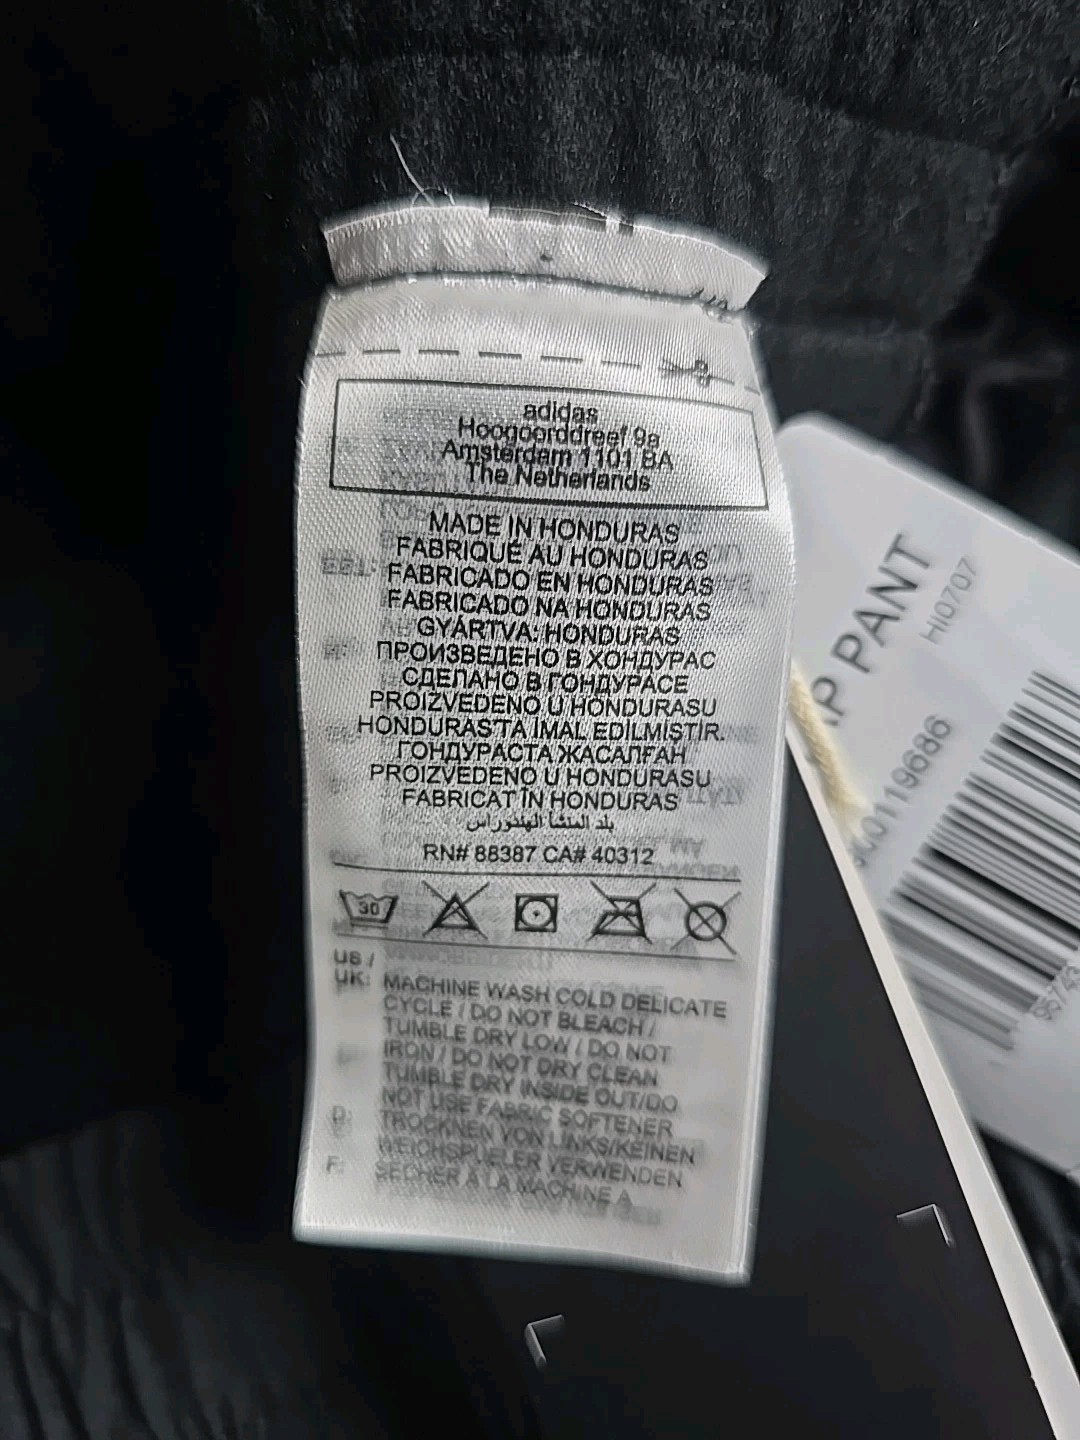 adidas
Hoogoorddreef 9a
Amsterdam 1101 BA
The Netherlands
MADE IN HONDURAS
FABRIQUÉ AU HONDURAS
FABRICADO EN HONDURAS
FABRICADO NA HONDURAS
GYÁRTVA: HONDURAS
ПРОИЗВЕДЕНО В ХОНДУРАС
СДЕЛАНО В ГОНДУРАСЕ
PROIZVEDENO U HONDURASU
HONDURAS'TA İMAL EDİLMİŞTİR.
ГОНДУРАСТА ЖАСАЛҒАН
PROIZVEDENO U HONDURASU
FABRICAT ÎN HONDURAS
بلد المنشأ الهندوراس
RN# 88387 CA# 40312
30
US /
UK: MACHINE WASH COLD DELICATE
CYCLE / DO NOT BLEACH /
TUMBLE DRY LOW / DO NOT
IRON / DO NOT DRY CLEAN
TUMBLE DRY INSIDE OUT/DO
NOT USE FABRIC SOFTENER
D: TROCKNEN VON LINKS/KEINEN
WEICHSPUELER VERWENDEN
F: SECHER A LA MACHINE A
PANT
HI0707